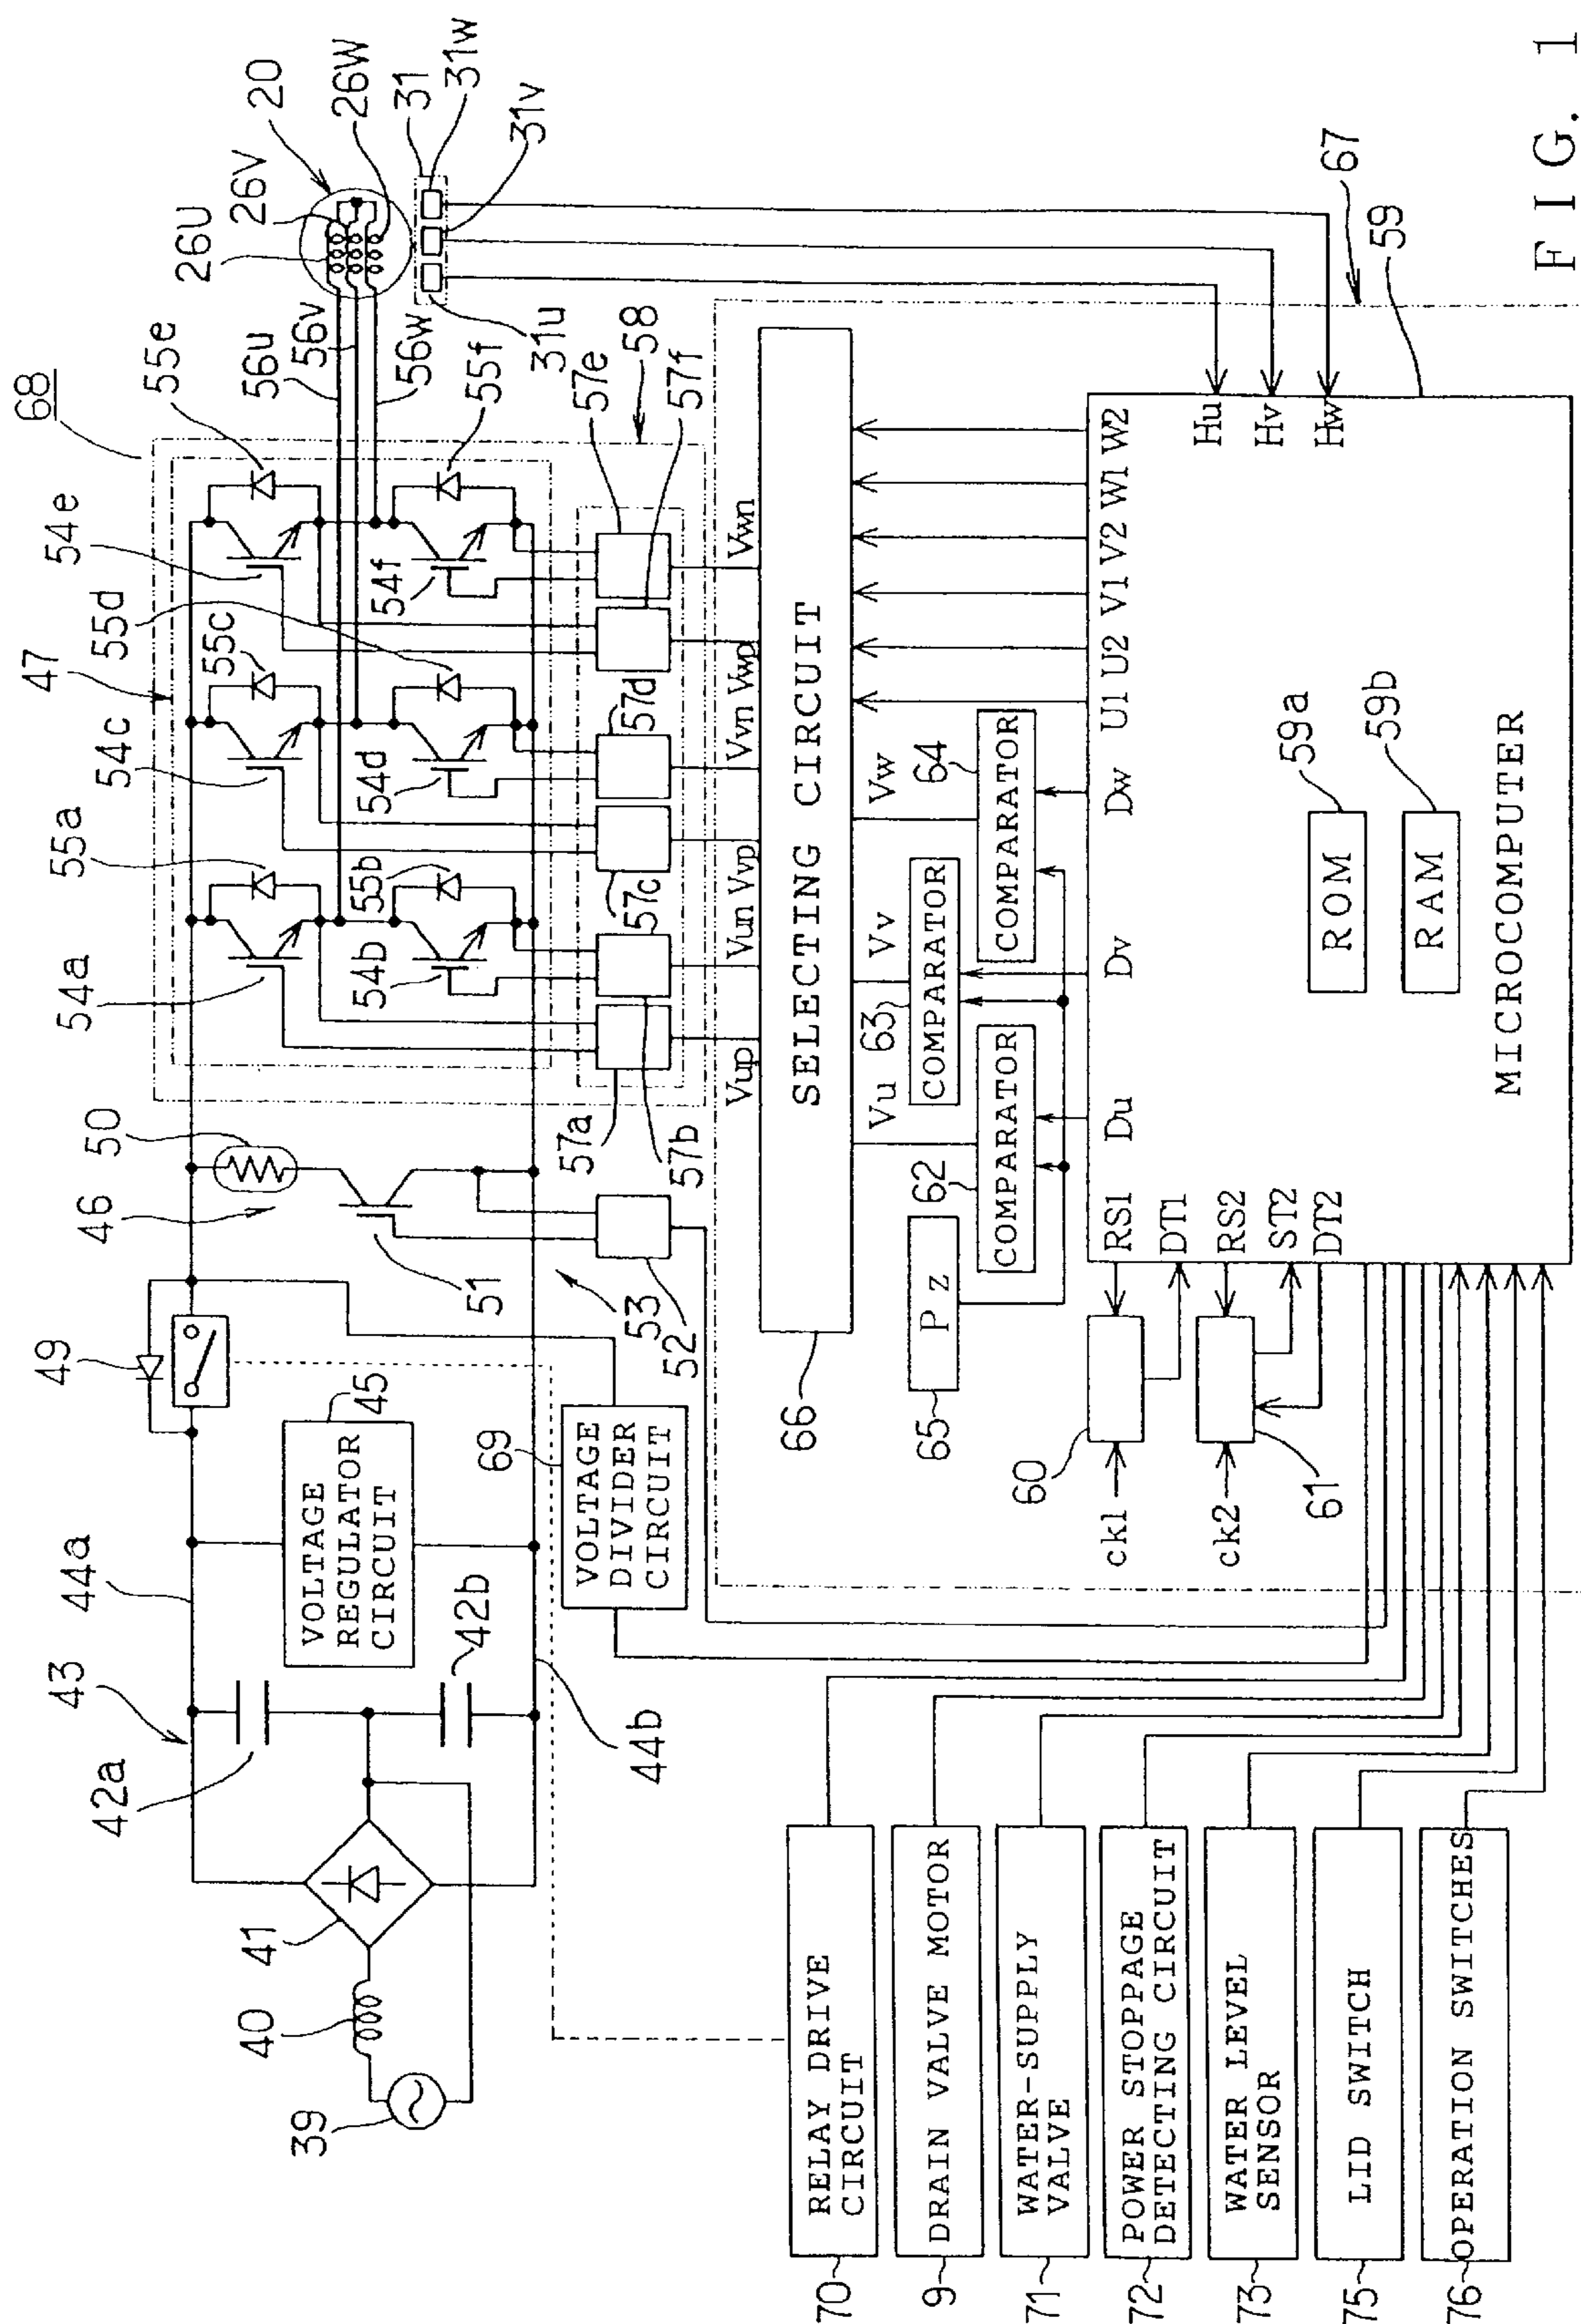 68
47
55e
54e
55d
55c
54c
55a
54a
50
46
49
45
44a
43
42a
41
40
39
VOLTAGE
REGULATOR
CIRCUIT
42b
44b
69
VOLTAGE
DIVIDER
CIRCUIT
51
53
52
54b
55b
54d
54f
55f
56u
56v
56w
26U
26V
20
26W
31
31w
31v
31u
58
57e
57f
57d
57c
57a
57b
Vup
Vun
Vvp
Vvn
Vwp
Vwn
SELECTING CIRCUIT
66
Vu
Vv
Vw
65
Pz
62
COMPARATOR
63
COMPARATOR
64
COMPARATOR
60
ck1
61
ck2
RS1
DT1
RS2
ST2
DT2
Du
Dv
Dw
U1
U2
V1
V2
W1
W2
Hu
Hv
Hw
59
67
ROM
59a
RAM
59b
MICROCOMPUTER
70
RELAY DRIVE
CIRCUIT
9
DRAIN VALVE MOTOR
71
WATER-SUPPLY
VALVE
72
POWER STOPPAGE
DETECTING CIRCUIT
73
WATER LEVEL
SENSOR
75
LID SWITCH
76
OPERATION SWITCHES
FIG. 1